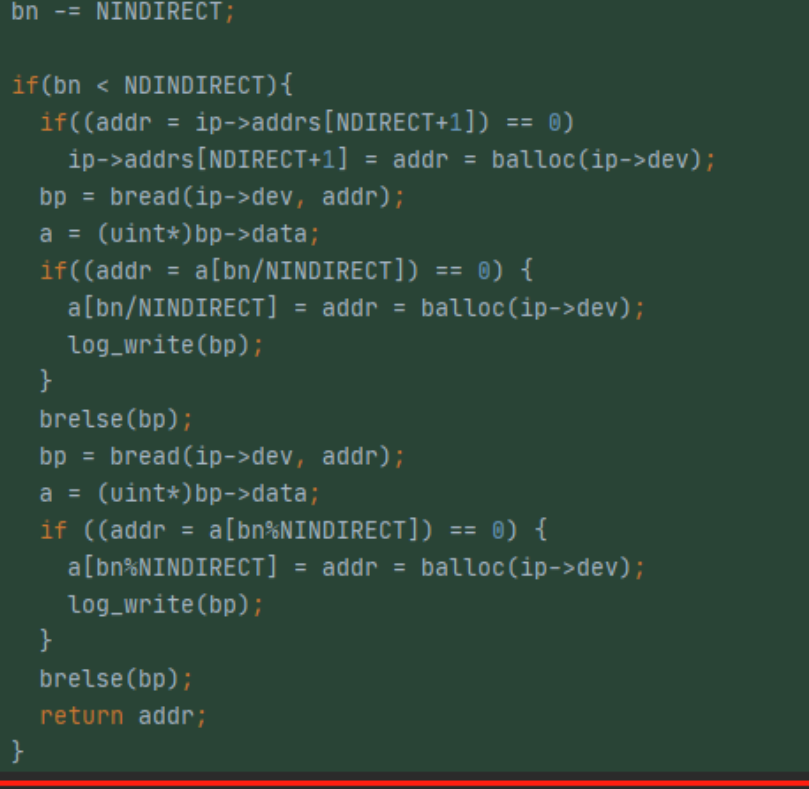 bn -= NINDIRECT;
if(bn < NDINDIRECT){
if((addr = ip->addrs[NDIRECT+1]) == 0)
ip->addrs[NDIRECT+1] = addr = balloc(ip->dev);
bp = bread(ip->dev, addr);
a = (uint*)bp->data;
if((addr = a[bn/NINDIRECT]) == 0) {
a[bn/NINDIRECT] = addr = balloc(ip->dev);
log_write(bp);
}
brelse(bp);
bp = bread(ip->dev, addr);
a = (uint*)bp->data;
if ((addr = a[bn%NINDIRECT]) == 0) {
a[bn%NINDIRECT] = addr = balloc(ip->dev);
log_write(bp);
}
brelse(bp);
return addr;
}